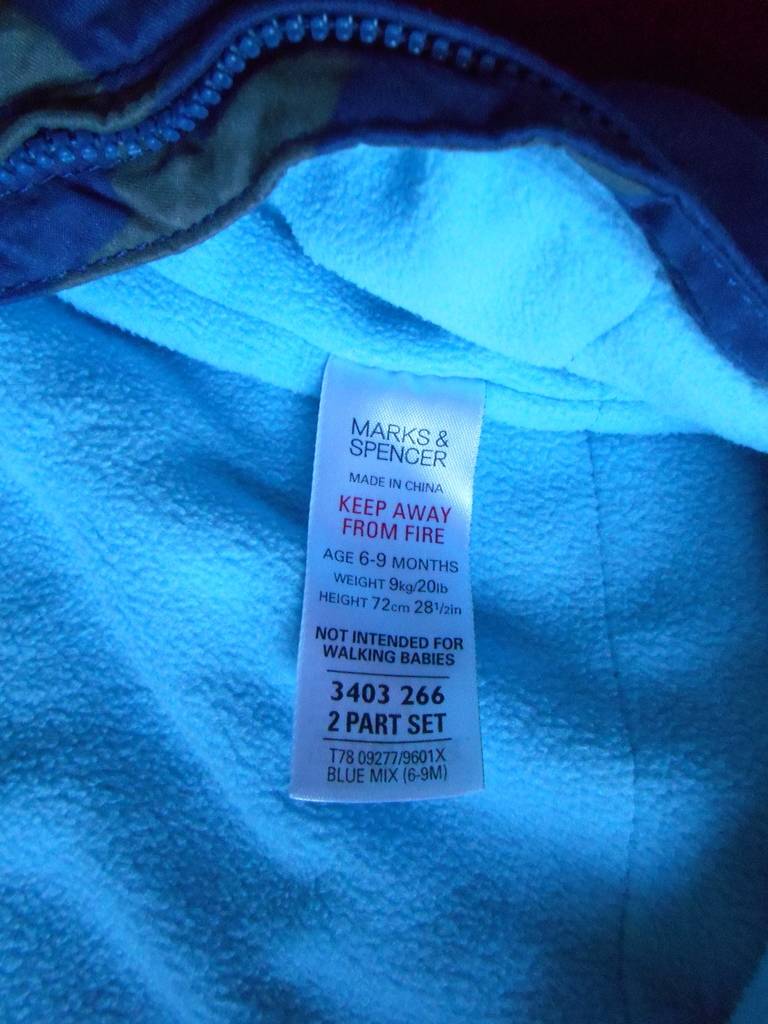 MARKS &
SPENCER
MADE IN CHINA
KEEP AWAY
FROM FIRE
AGE 6-9 MONTHS
WEIGHT 9kg/20lb
HEIGHT 72cm 281/2in
NOT INTENDED FOR
WALKING BABIES
3403 266
2 PART SET
T78 09277/9601X
BLUE MIX (6-9M)